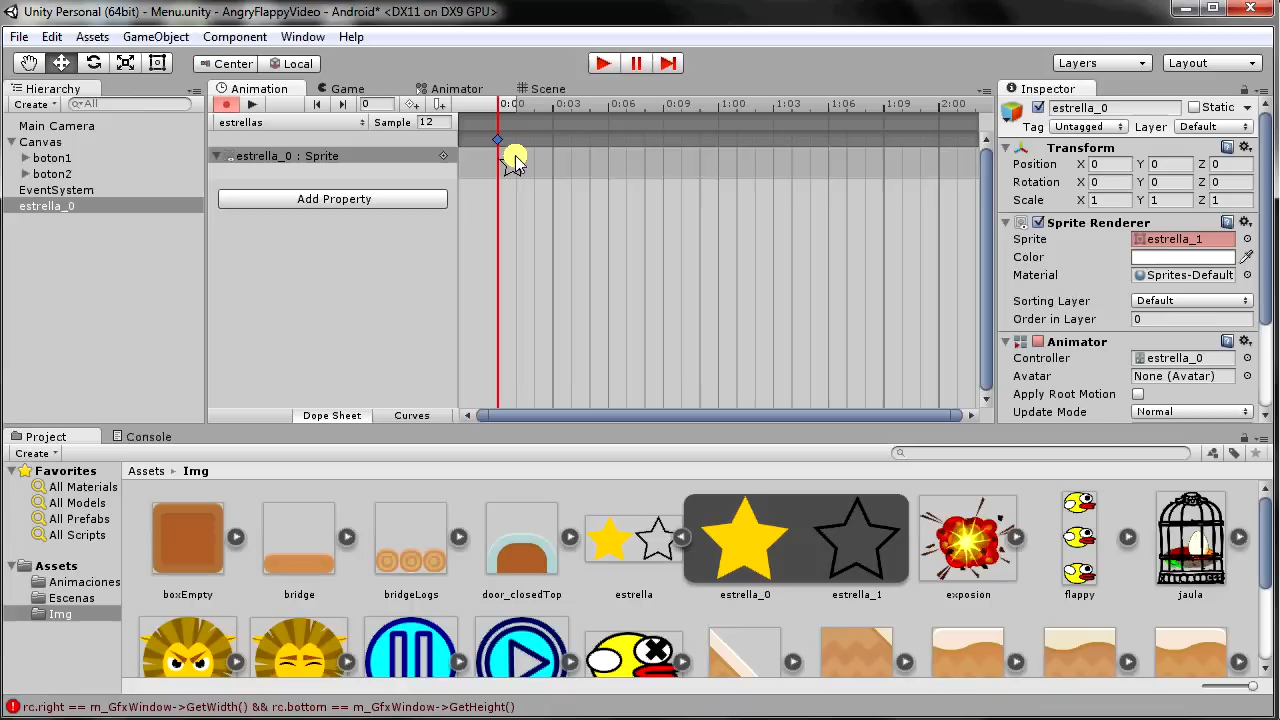 Unity Personal (64bit) - Menu.unity - AngryFlappyVideo - Android* <DX11 on DX9 GPU>
File Edit Assets GameObject Component Window Help
Center Local Layers Layout
Hierarchy
Create All
Main Camera
Canvas
boton1
boton2
EventSystem
estrella_0
Animation Game Animator Scene
0 0:00 0:03 0:06 0:09 1:00 1:03 1:06 1:09 2:00
estrellas Sample 12
estrella_0 : Sprite
Add Property
Dope Sheet Curves
Inspector
estrella_0 Static
Tag Untagged Layer Default
Transform
Position X 0 Y 0 Z 0
Rotation X 0 Y 0 Z 0
Scale X 1 Y 1 Z 1
Sprite Renderer
Sprite estrella_1
Color
Material Sprites-Default
Sorting Layer Default
Order in Layer 0
Animator
Controller estrella_0
Avatar None (Avatar)
Apply Root Motion
Update Mode Normal
Project Console
Create
Favorites
All Materials
All Models
All Prefabs
All Scripts
Assets
Animaciones
Escenas
Img
Assets Img
boxEmpty bridge bridgeLogs door_closedTop estrella estrella_0 estrella_1 exposion flappy jaula
rc.right == m_GfxWindow->GetWidth() && rc.bottom == m_GfxWindow->GetHeight()